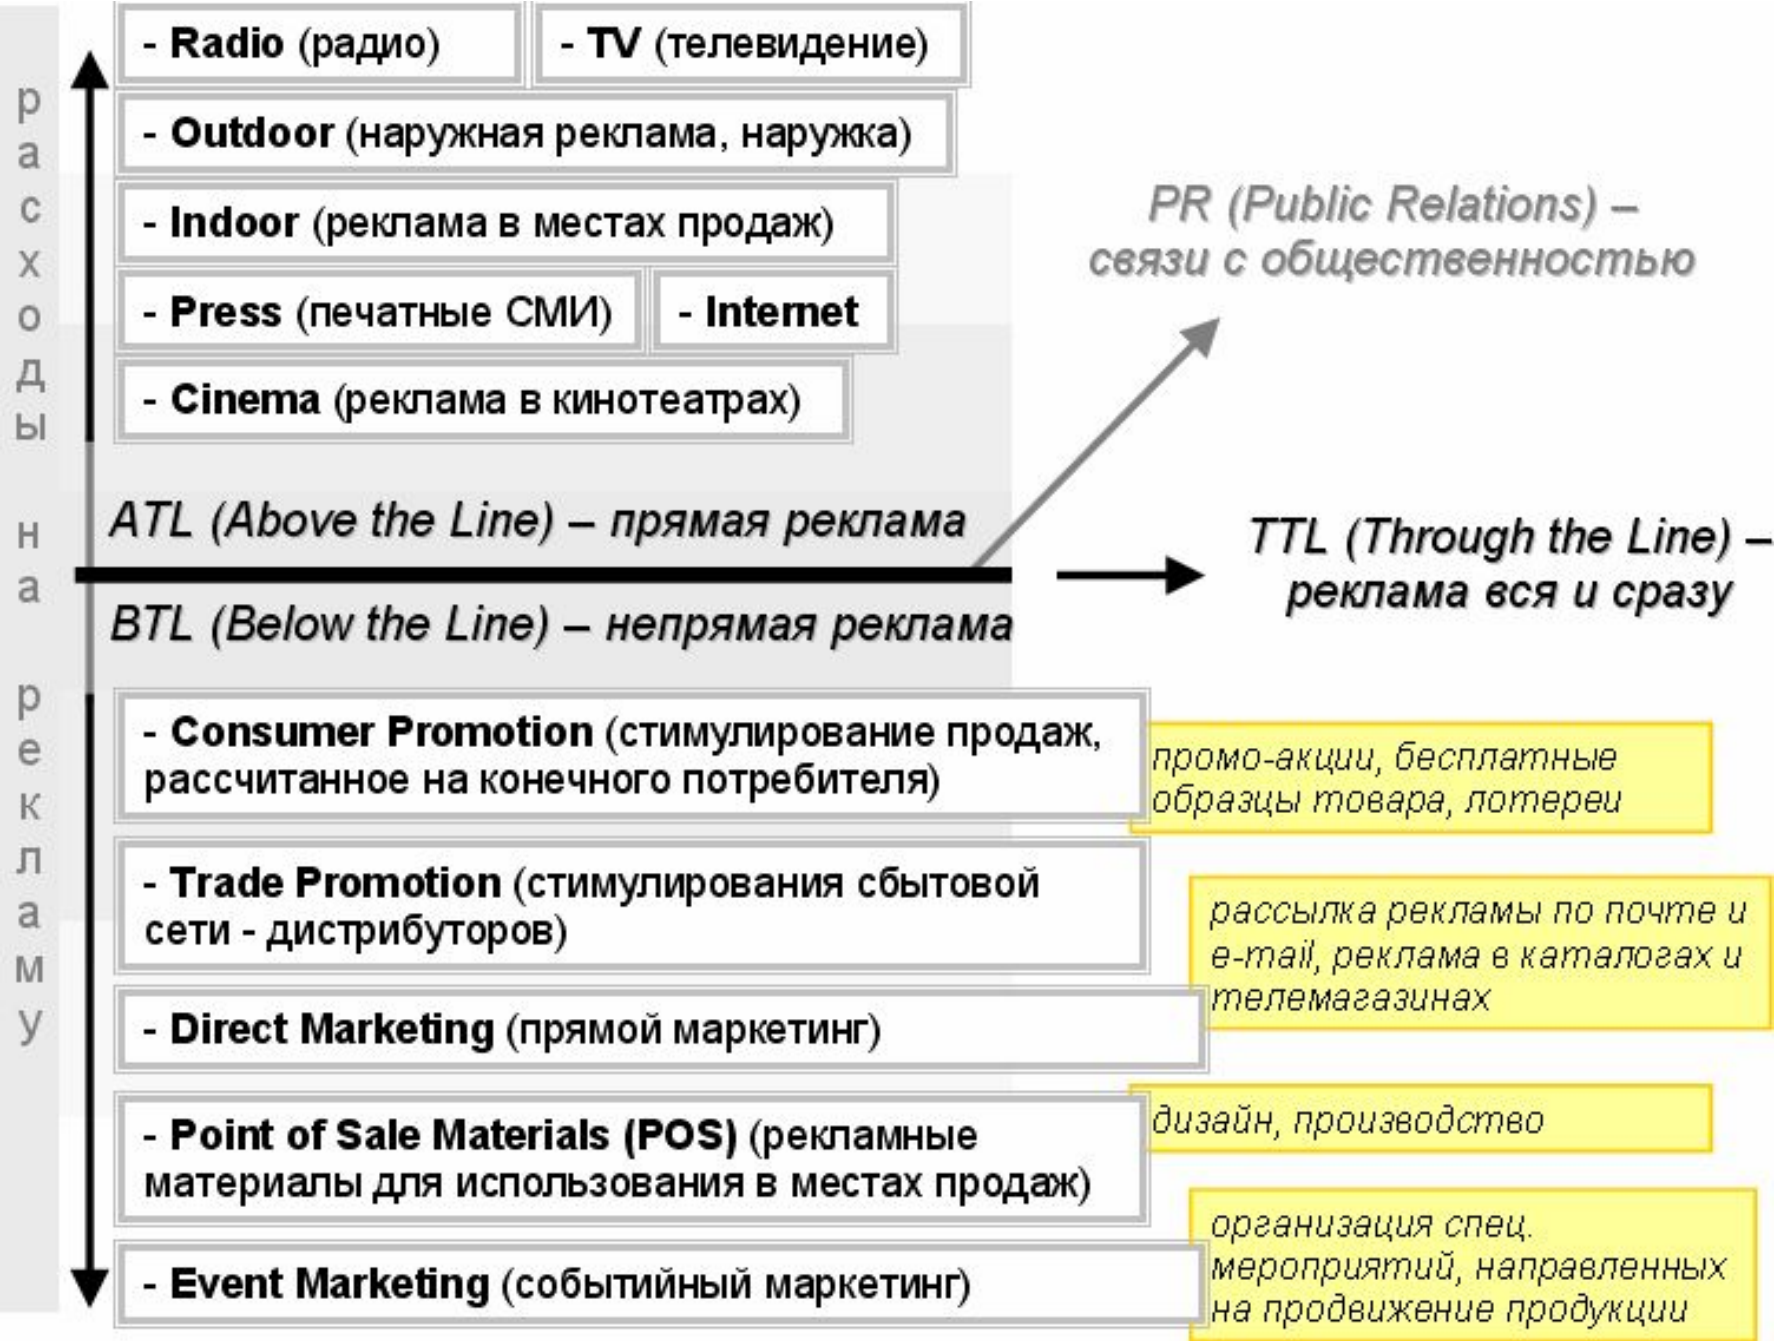 расходы на рекламу
- Radio (радио)
- TV (телевидение)
- Outdoor (наружная реклама, наружка)
- Indoor (реклама в местах продаж)
- Press (печатные СМИ)
- Internet
- Cinema (реклама в кинотеатрах)
PR (Public Relations) –
связи с общественностью
ATL (Above the Line) – прямая реклама
BTL (Below the Line) – непрямая реклама
TTL (Through the Line) –
реклама вся и сразу
- Consumer Promotion (стимулирование продаж,
рассчитанное на конечного потребителя)
промо-акции, бесплатные
образцы товара, лотереи
- Trade Promotion (стимулирования сбытовой
сети - дистрибуторов)
- Direct Marketing (прямой маркетинг)
рассылка рекламы по почте и
e-mail, реклама в каталогах и
телемагазинах
- Point of Sale Materials (POS) (рекламные
материалы для использования в местах продаж)
дизайн, производство
- Event Marketing (событийный маркетинг)
организация спец.
мероприятий, направленных
на продвижение продукции